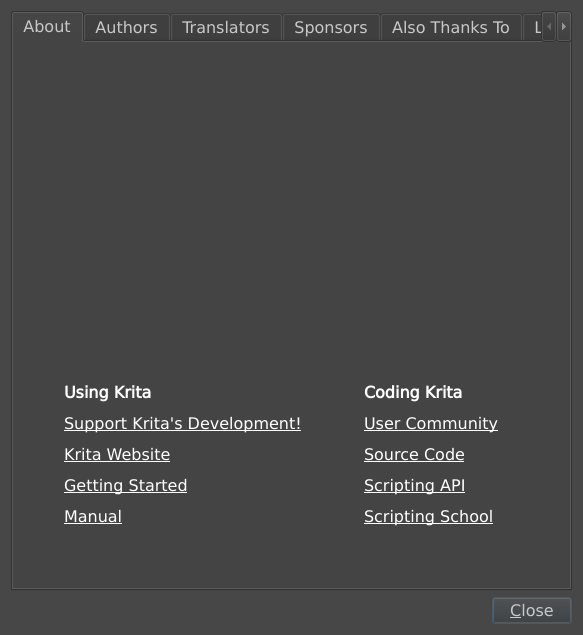 About Authors Translators Sponsors Also Thanks To
Using Krita
Support Krita's Development!
Krita Website
Getting Started
Manual
Coding Krita
User Community
Source Code
Scripting API
Scripting School
Close